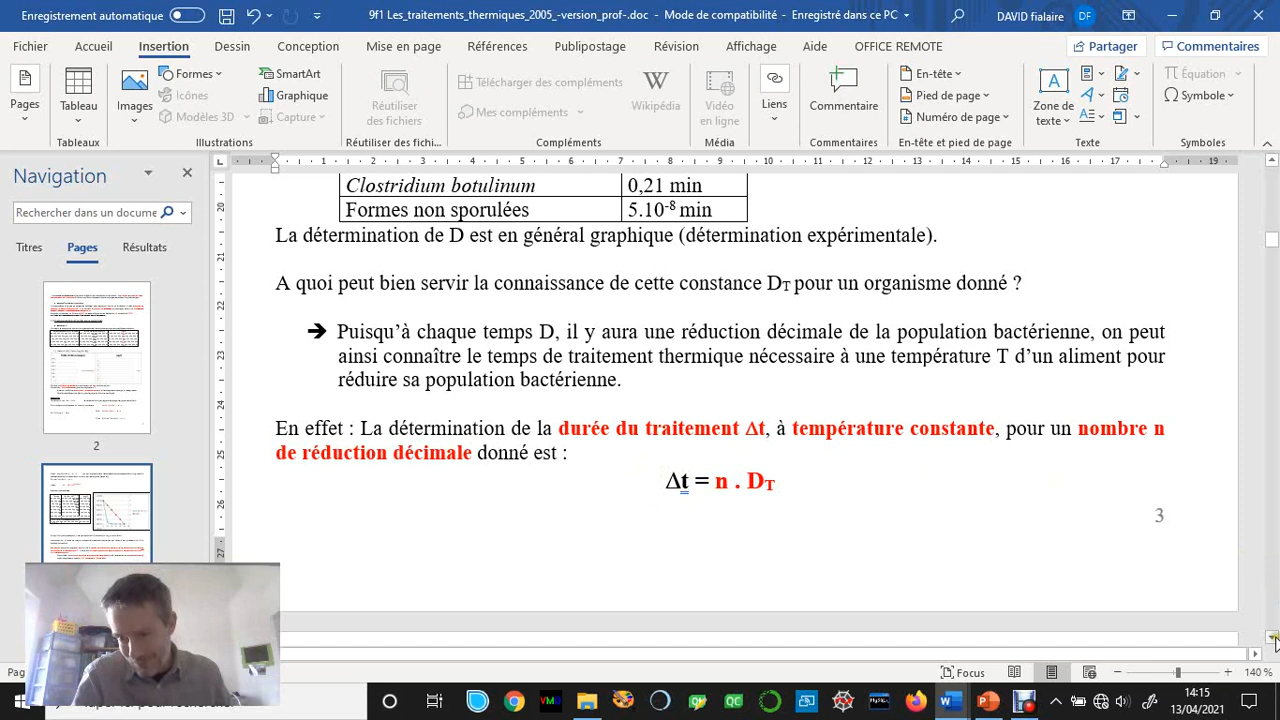 Enregistrement automatique
9f1 Les_traitements_thermiques_2005_-version_prof-.doc - Mode de compatibilité - Enregistré dans ce PC
DAVID fialaire DF
Fichier Accueil Insertion Dessin Conception Mise en page Références Publipostage Révision Affichage Aide OFFICE REMOTE Partager Commentaires
Pages
Tableau
Images
Formes
Icônes
Modèles 3D
SmartArt
Graphique
Capture
Réutiliser des fichiers
Télécharger des compléments
Mes compléments
Wikipédia
Vidéo en ligne
Liens
Commentaire
En-tête
Pied de page
Numéro de page
Zone de texte
Équation
Symbole
Tableaux Illustrations Réutiliser des fichi... Compléments Média Commentaires En-tête et pied de page Texte Symboles
Navigation
Rechercher dans un docume
Titres Pages Résultats
2
Clostridium botulinum 0,21 min
Formes non sporulées 5.10-8 min
La détermination de D est en général graphique (détermination expérimentale).
A quoi peut bien servir la connaissance de cette constance DT pour un organisme donné ?
➔ Puisqu'à chaque temps D, il y aura une réduction décimale de la population bactérienne, on peut
ainsi connaître le temps de traitement thermique nécessaire à une température T d'un aliment pour
réduire sa population bactérienne.
En effet : La détermination de la durée du traitement Δt, à température constante, pour un nombre n
de réduction décimale donné est :
Δt = n . DT
3
Focus
140 %
14:15
13/04/2021